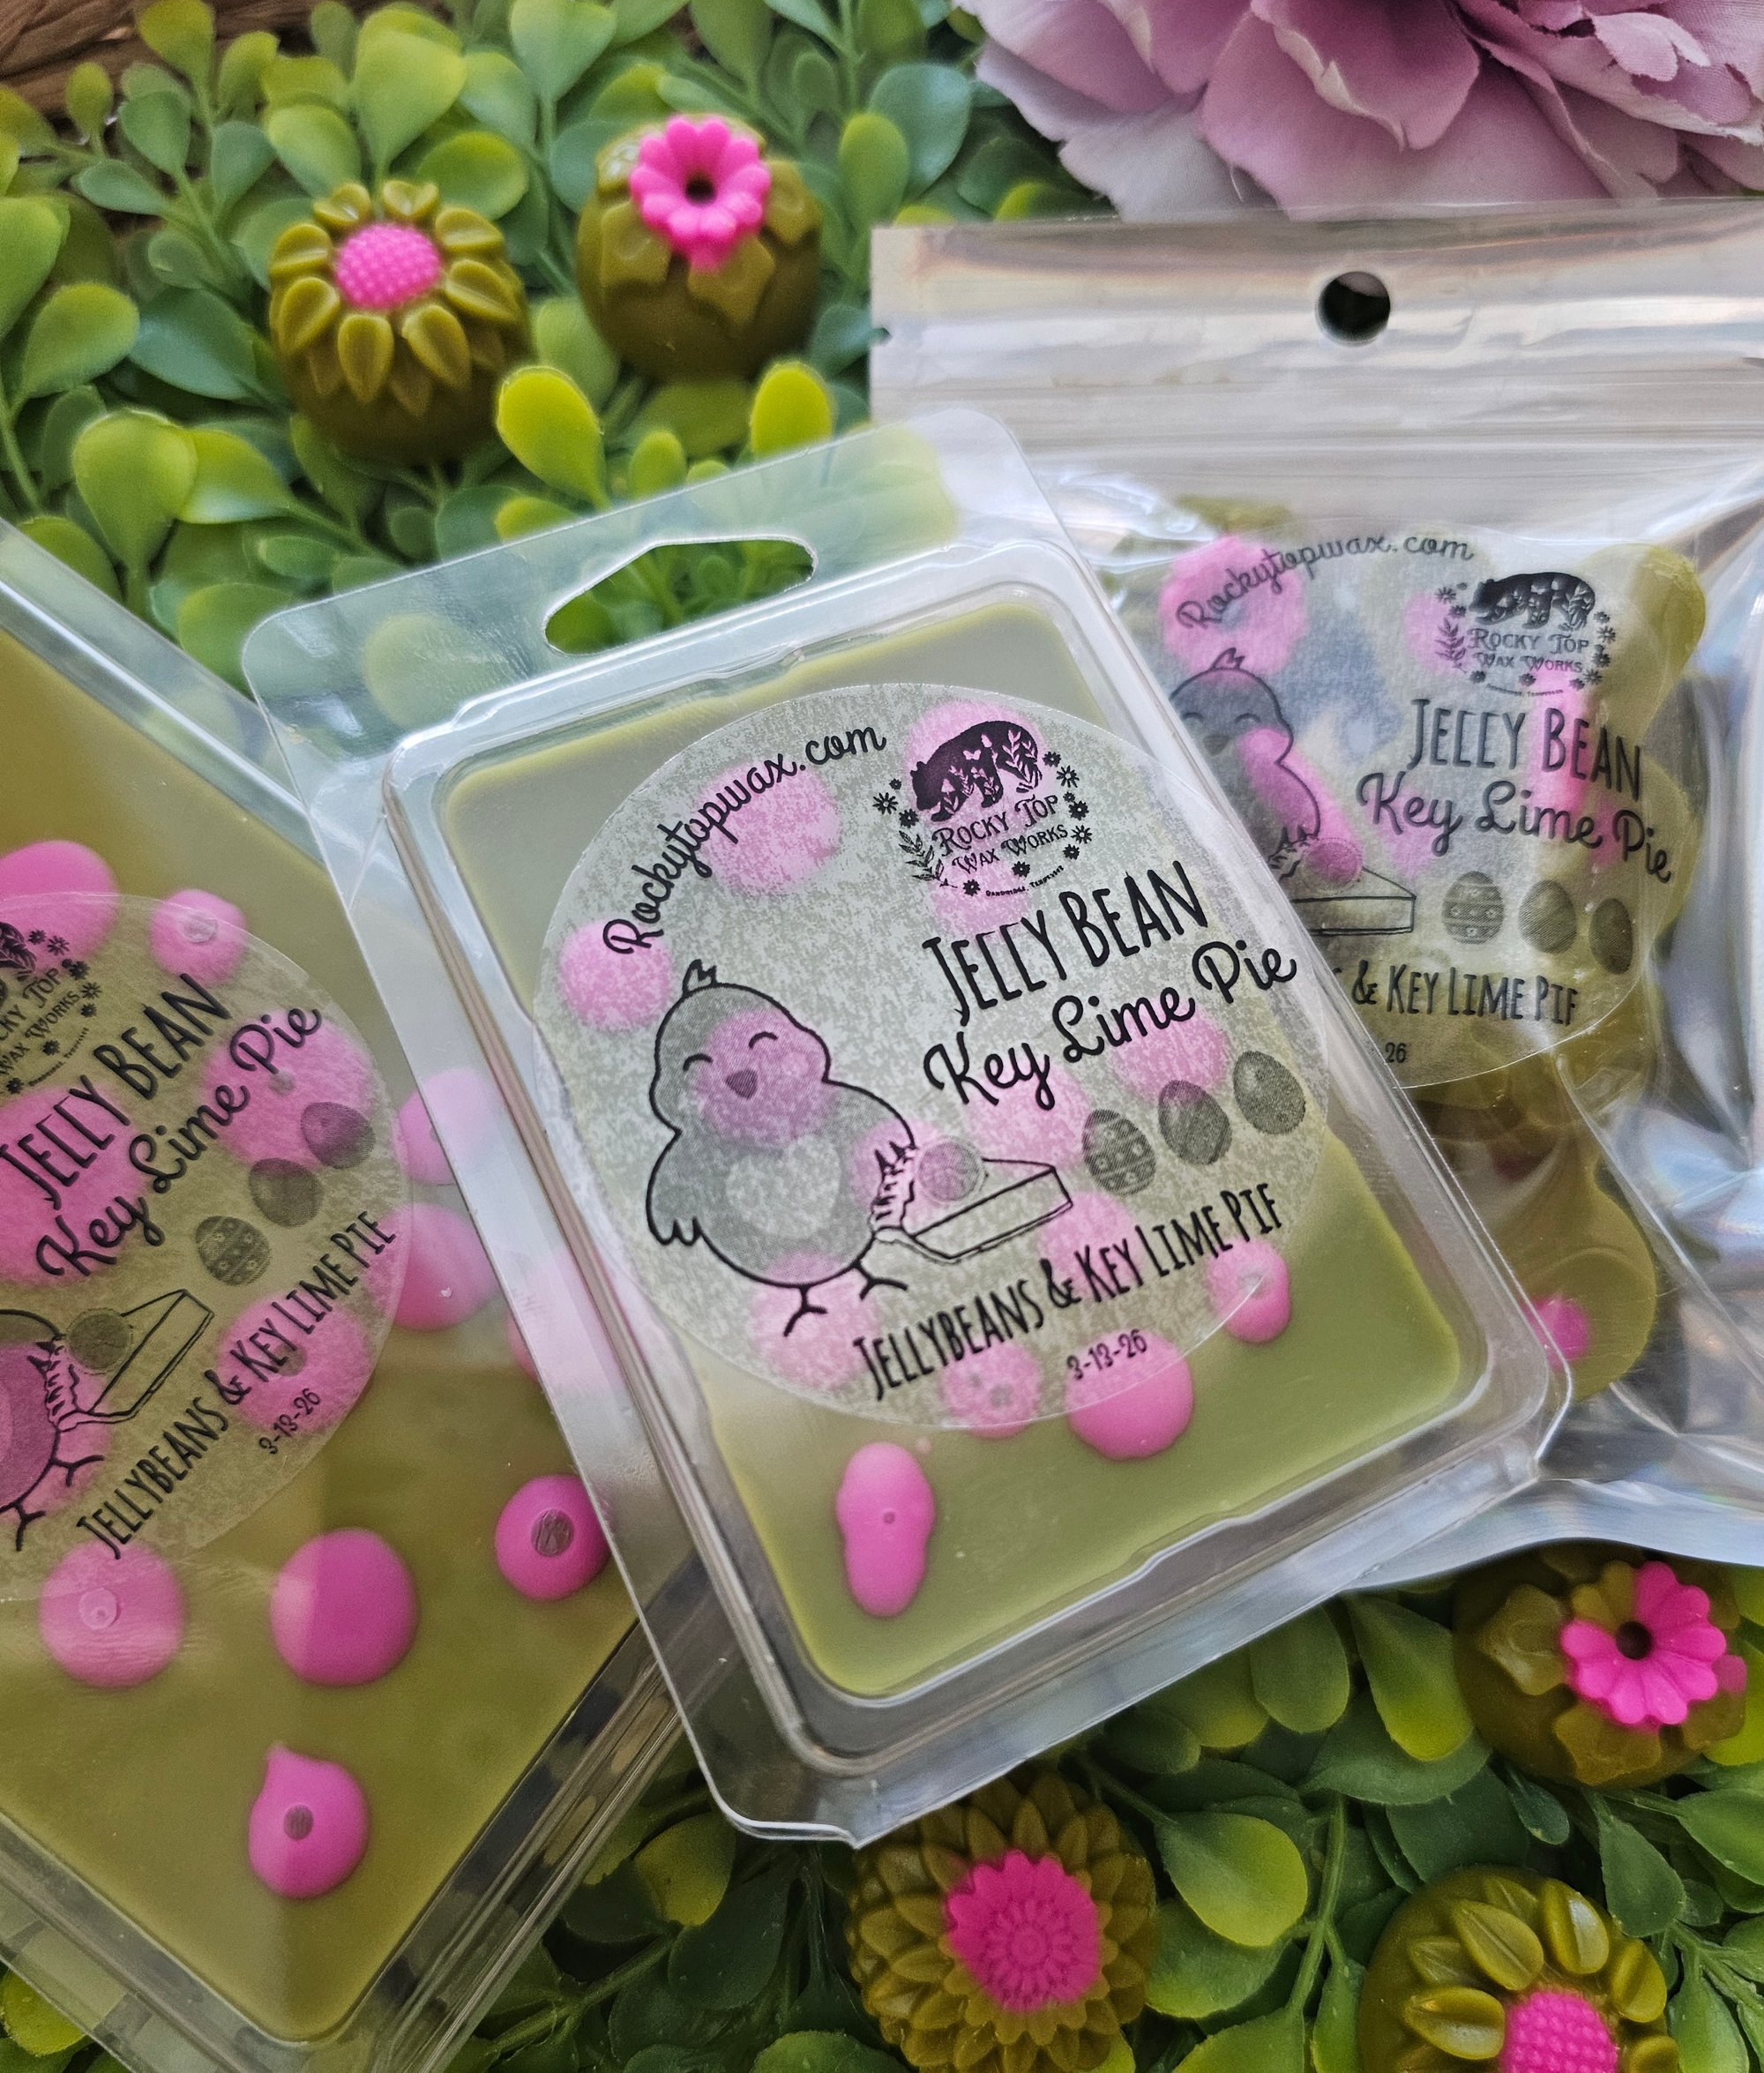 Rockytopwax.com
Rocky Top
Wax Works
Jelly Bean
Key Lime Pie
Jellybeans & Key Lime Pie
3-13-26
Rocky Top
Wax Works
Jelly Bean
Key Lime Pie
Jellybeans & Key Lime Pie
3-13-26
Rockytopwax.com
Rocky Top
Wax Works
Jelly Bean
Key Lime Pie
& Key Lime Pie
26